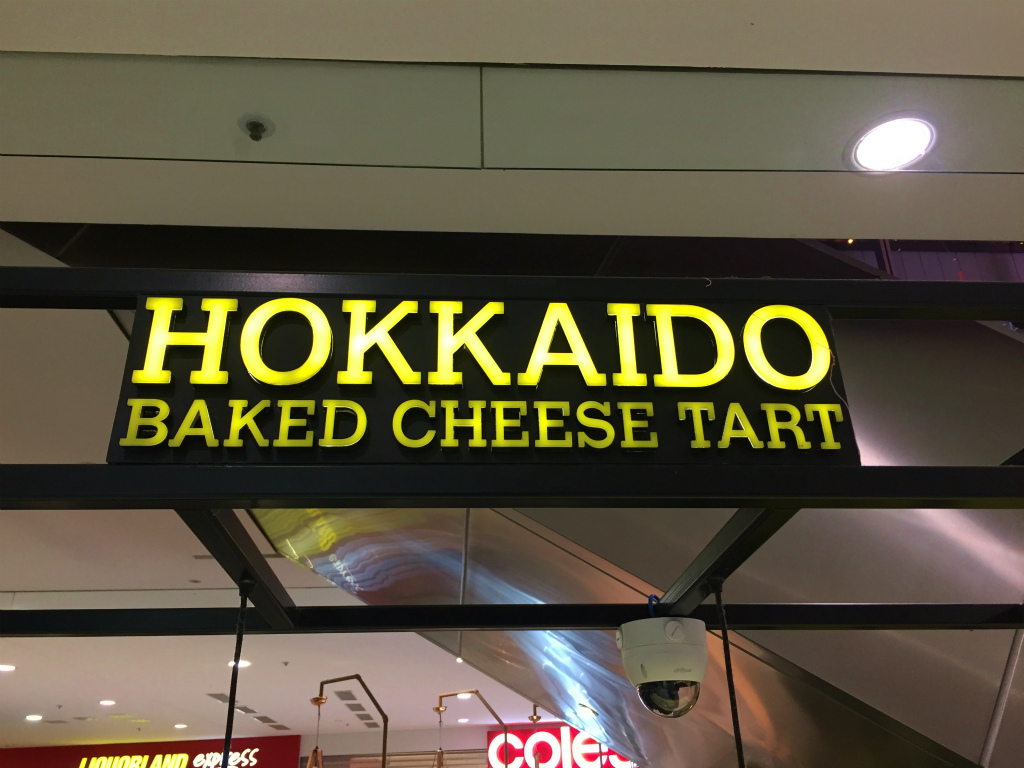 HOKKAIDO
BAKED CHEESE TART
LIQUORLAND express
coles